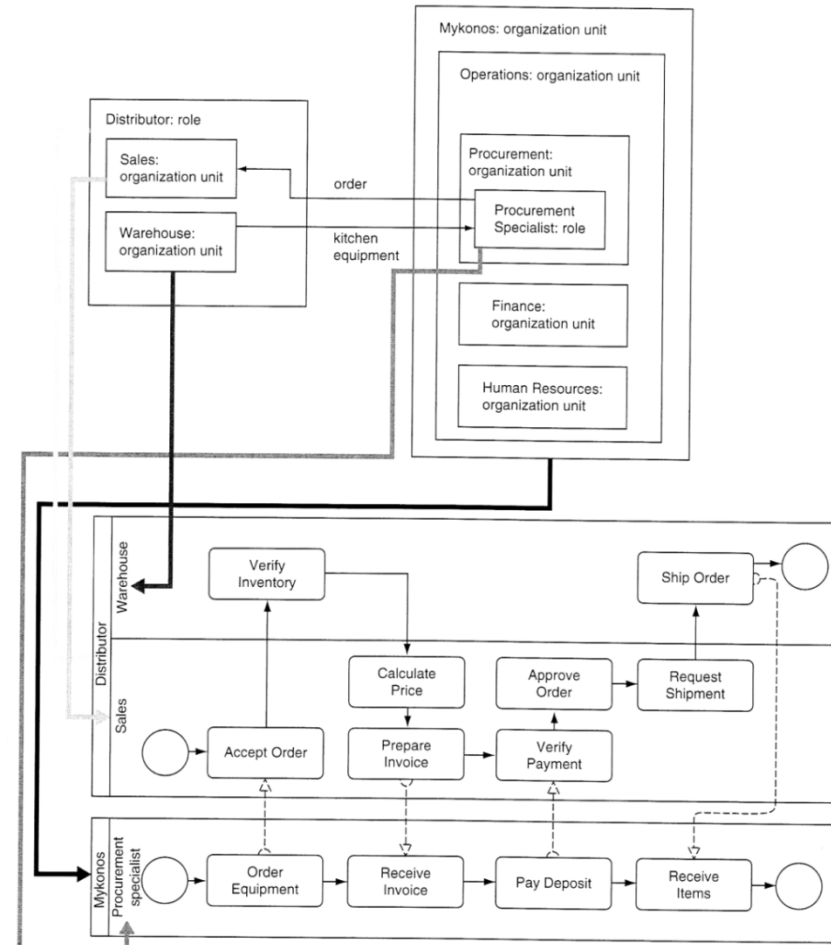 Mykonos: organization unit
Operations: organization unit
Distributor: role
Sales:
organization unit
Procurement:
organization unit
order
Procurement
Specialist: role
Warehouse:
organization unit
kitchen
equipment
Finance:
organization unit
Human Resources:
organization unit
Distributor
Warehouse
Verify
Inventory
Ship Order
Sales
Calculate
Price
Approve
Order
Request
Shipment
Accept Order
Prepare
Invoice
Verify
Payment
Mykonos
Procurement
specialist
Order
Equipment
Receive
Invoice
Pay Deposit
Receive
Items